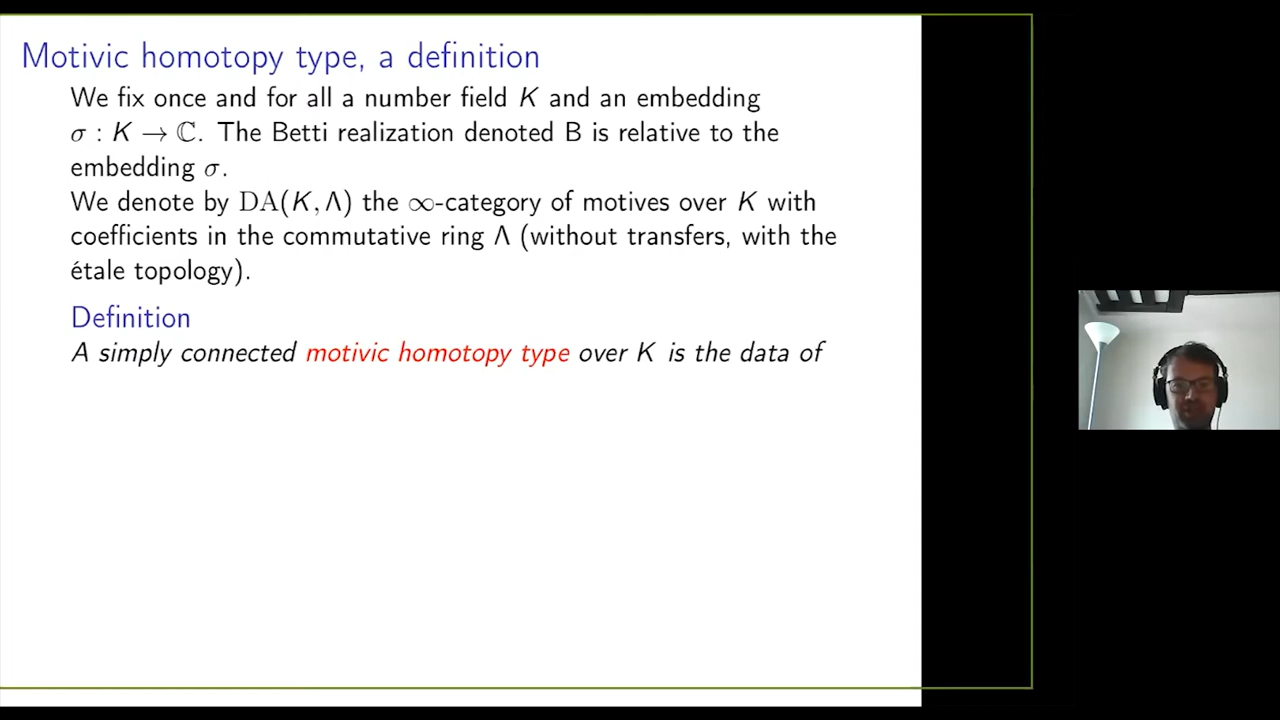 Motivic homotopy type, a definition
We fix once and for all a number field K and an embedding
σ : K → ℂ. The Betti realization denoted B is relative to the
embedding σ.
We denote by DA(K, Λ) the ∞-category of motives over K with
coefficients in the commutative ring Λ (without transfers, with the
étale topology).
Definition
A simply connected motivic homotopy type over K is the data of